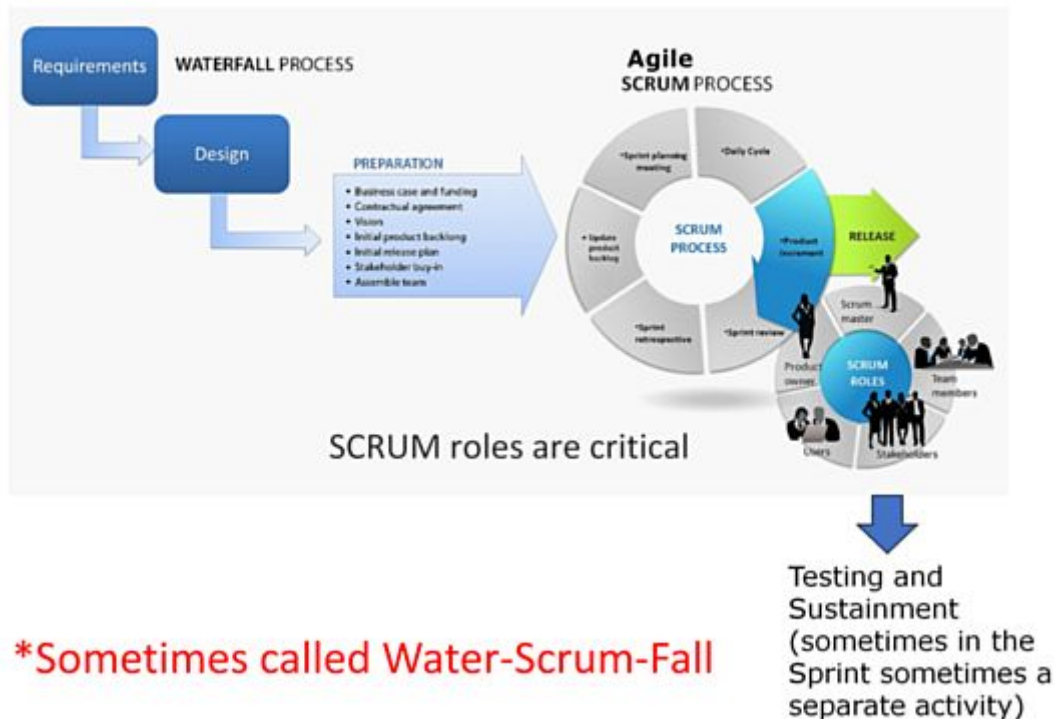 Requirements
WATERFALL PROCESS
Design
PREPARATION
• Business case and funding
• Contractual agreement
• Vision
• Initial product backlong
• Initial release plan
• Stakeholder buy-in
• Assemble team
Agile
SCRUM PROCESS
•Sprint planning
meeting
•Daily Cycle
• Update
product
backlog
SCRUM
PROCESS
•Product
increment
RELEASE
•Sprint
retrospective
•Sprint review
Scrum
master
Product
owner
SCRUM
ROLES
Team
members
Users
Stakeholders
SCRUM roles are critical
Testing and
Sustainment
(sometimes in the
Sprint sometimes a
separate activity)
*Sometimes called Water-Scrum-Fall